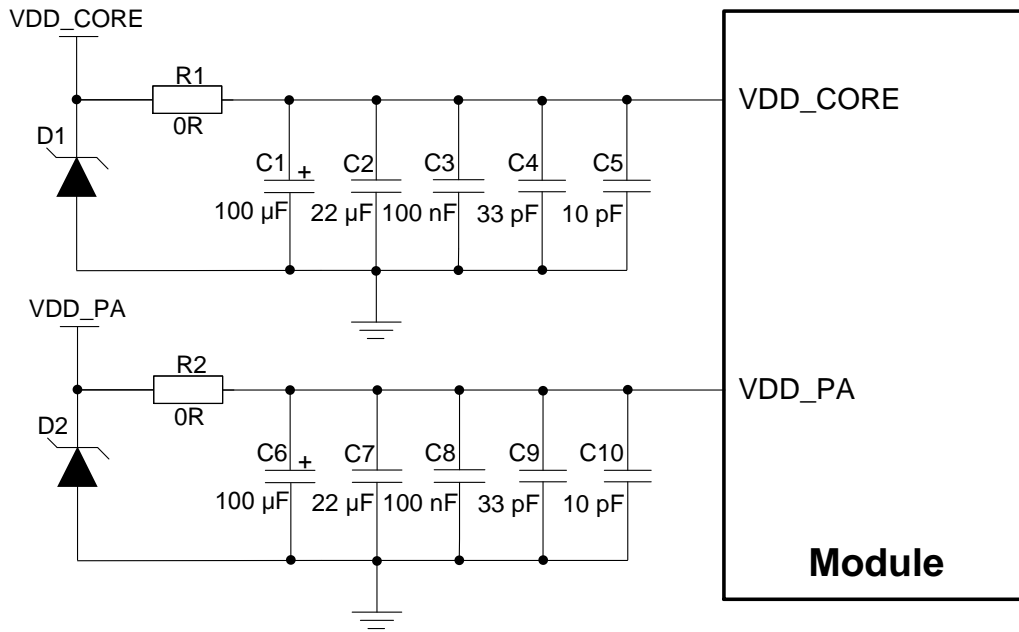 VDD_CORE
R1
0R
D1
C1
+
100 µF
C2
22 µF
C3
100 nF
C4
33 pF
C5
10 pF
VDD_CORE
VDD_PA
R2
0R
D2
C6
+
100 µF
C7
22 µF
C8
100 nF
C9
33 pF
C10
10 pF
VDD_PA
Module